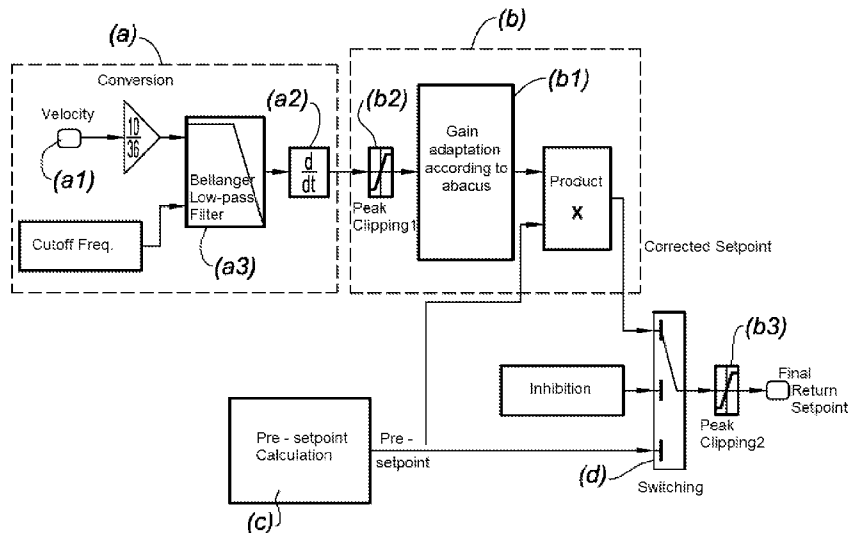 (a)
(b)
Conversion
(a2)
(b2)
(b1)
Velocity
10
36
(a1)
Bellanger
Low-pass
Filter
d
dt
Gain
adaptation
according to
abacus
Product
x
Peak
Clipping1
Cutoff Freq.
(a3)
Corrected Setpoint
(b3)
Inhibition
Final
Return
Setpoint
Pre - setpoint
Calculation
Pre -
setpoint
Peak
Clipping2
(d)
Switching
(c)